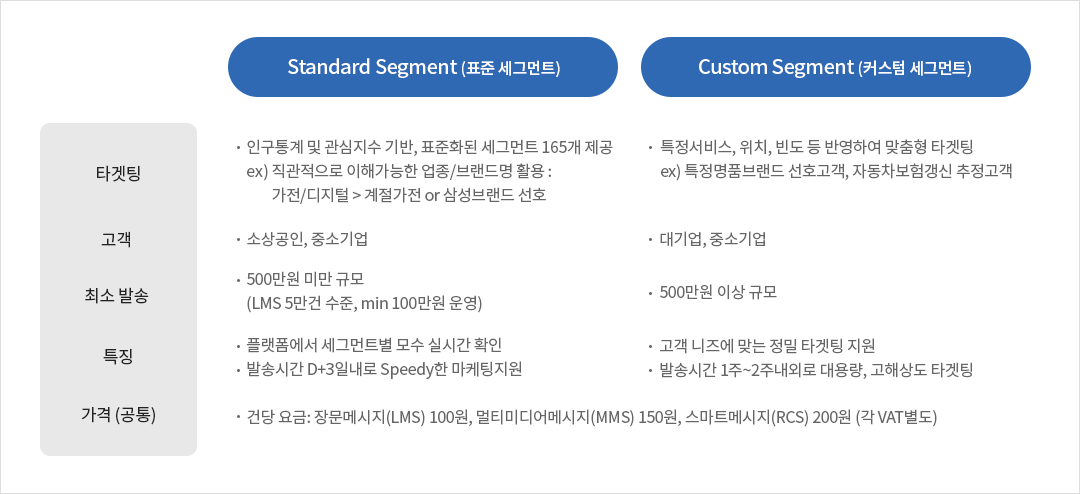 Standard Segment (표준 세그먼트)
Custom Segment (커스텀 세그먼트)
타겟팅
· 인구통계 및 관심지수 기반, 표준화된 세그먼트 165개 제공
ex) 직관적으로 이해가능한 업종/브랜드명 활용 :
가전/디지털 > 계절가전 or 삼성브랜드 선호
· 특정서비스, 위치, 빈도 등 반영하여 맞춤형 타겟팅
ex) 특정명품브랜드 선호고객, 자동차보험갱신 추정고객
고객
· 소상공인, 중소기업
· 대기업, 중소기업
최소 발송
· 500만원 미만 규모
(LMS 5만건 수준, min 100만원 운영)
· 500만원 이상 규모
특징
· 플랫폼에서 세그먼트별 모수 실시간 확인
· 발송시간 D+3일내로 Speedy한 마케팅지원
· 고객 니즈에 맞는 정밀 타겟팅 지원
· 발송시간 1주~2주내외로 대용량, 고해상도 타겟팅
가격 (공통)
· 건당 요금: 장문메시지(LMS) 100원, 멀티미디어메시지(MMS) 150원, 스마트메시지(RCS) 200원 (각 VAT별도)